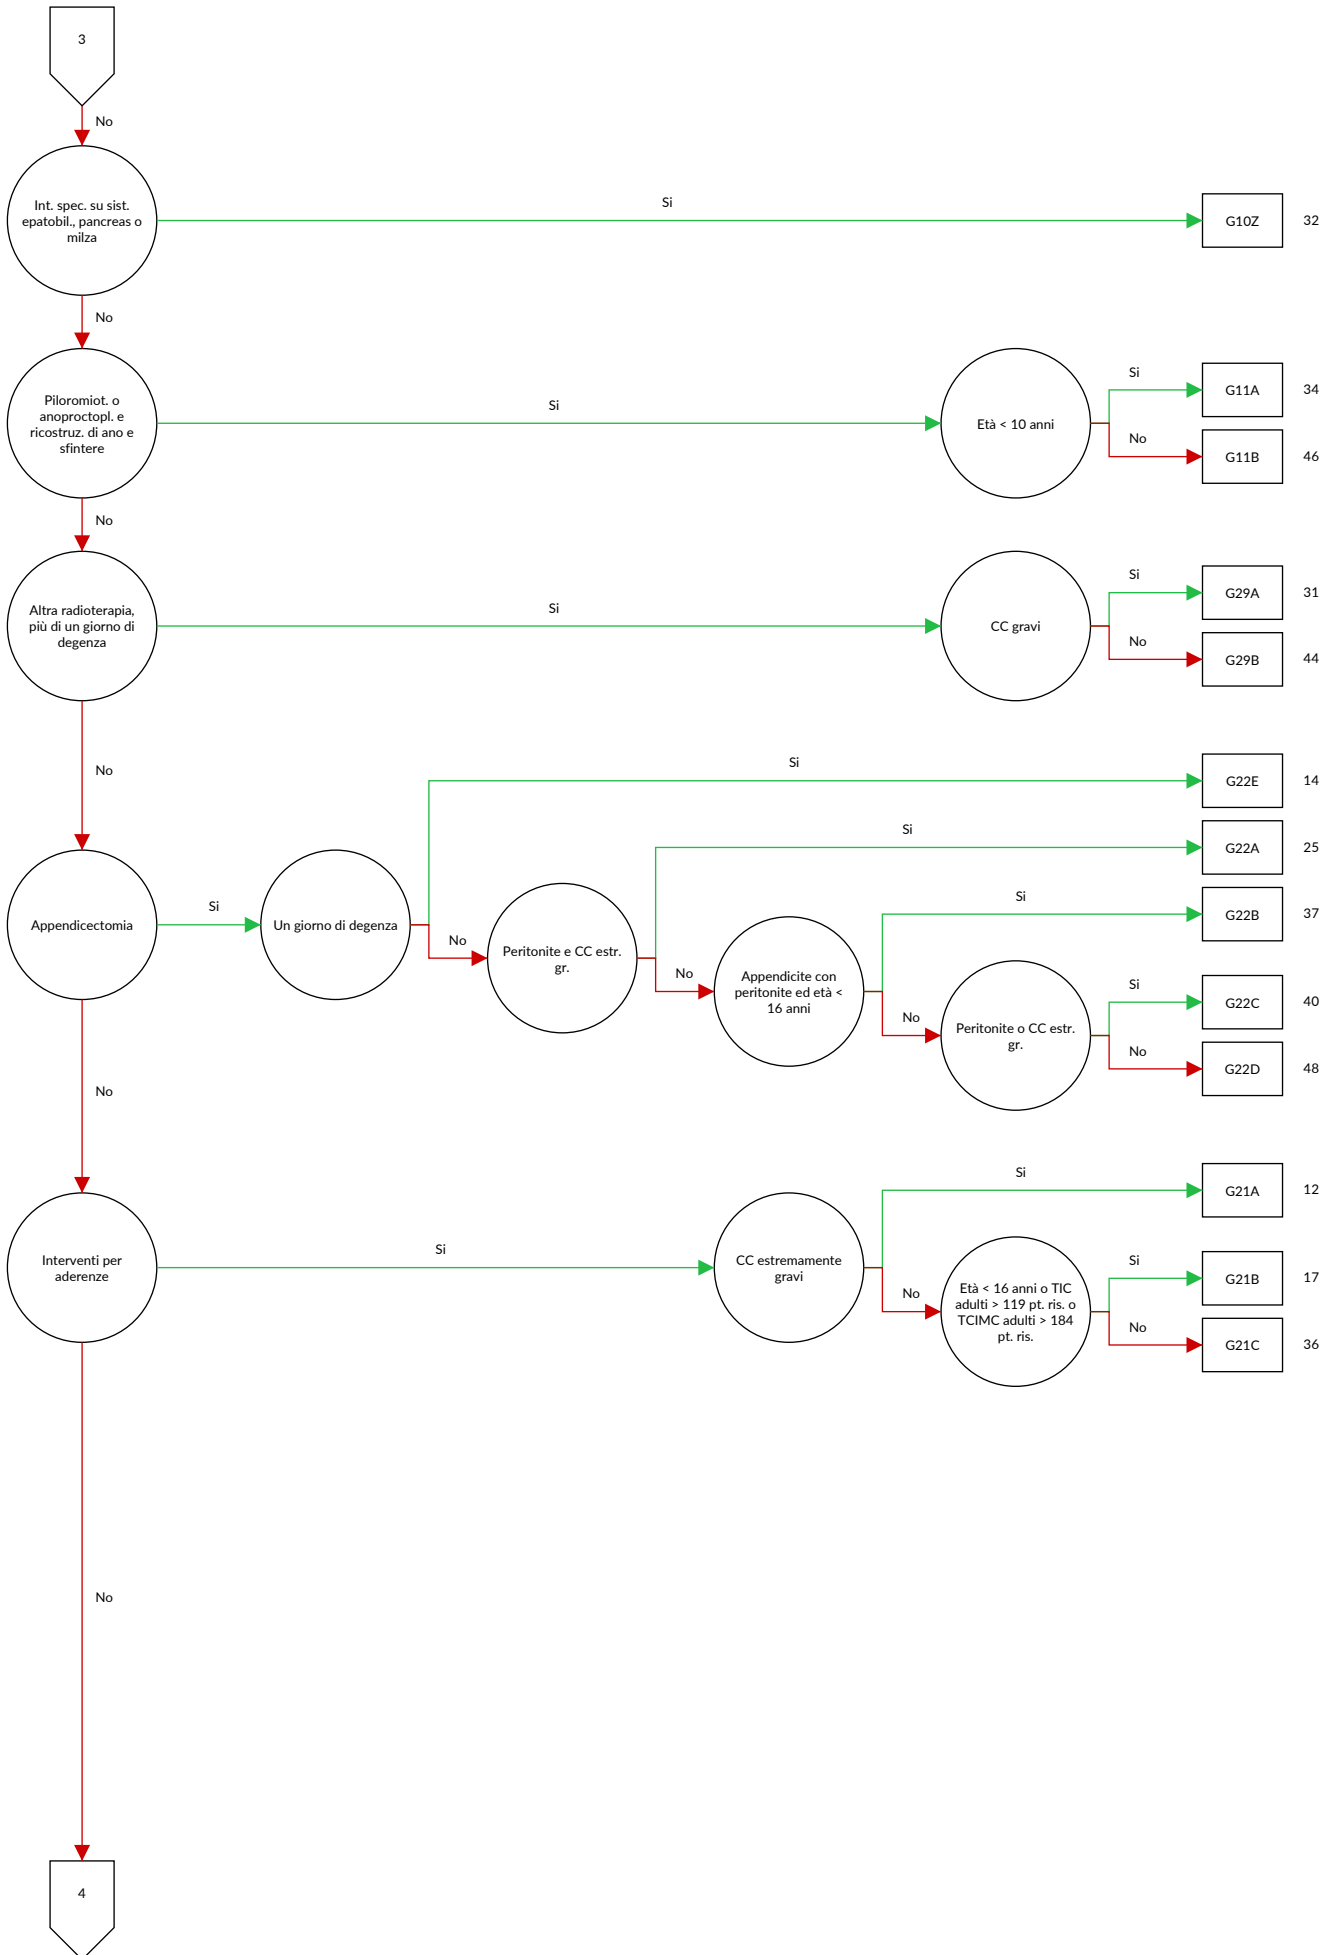 3
No
Int. spec. su sist.
epatobil., pancreas o
milza
Si
G10Z
32
No
Piloromiot. o
anoproctopl. e
ricostruz. di ano e
sfintere
Si
Età < 10 anni
Si
G11A
34
No
G11B
46
No
Altra radioterapia,
più di un giorno di
degenza
Si
CC gravi
Si
G29A
31
No
G29B
44
No
Appendicectomia
Si
Un giorno di degenza
Si
G22E
14
No
Peritonite e CC estr.
gr.
Si
G22A
25
No
Appendicite con
peritonite ed età <
16 anni
Si
G22B
37
No
Peritonite o CC estr.
gr.
Si
G22C
40
No
G22D
48
No
Interventi per
aderenze
Si
CC estremamente
gravi
Si
G21A
12
No
Età < 16 anni o TIC
adulti > 119 pt. ris. o
TCIMC adulti > 184
pt. ris.
Si
G21B
17
No
G21C
36
No
4